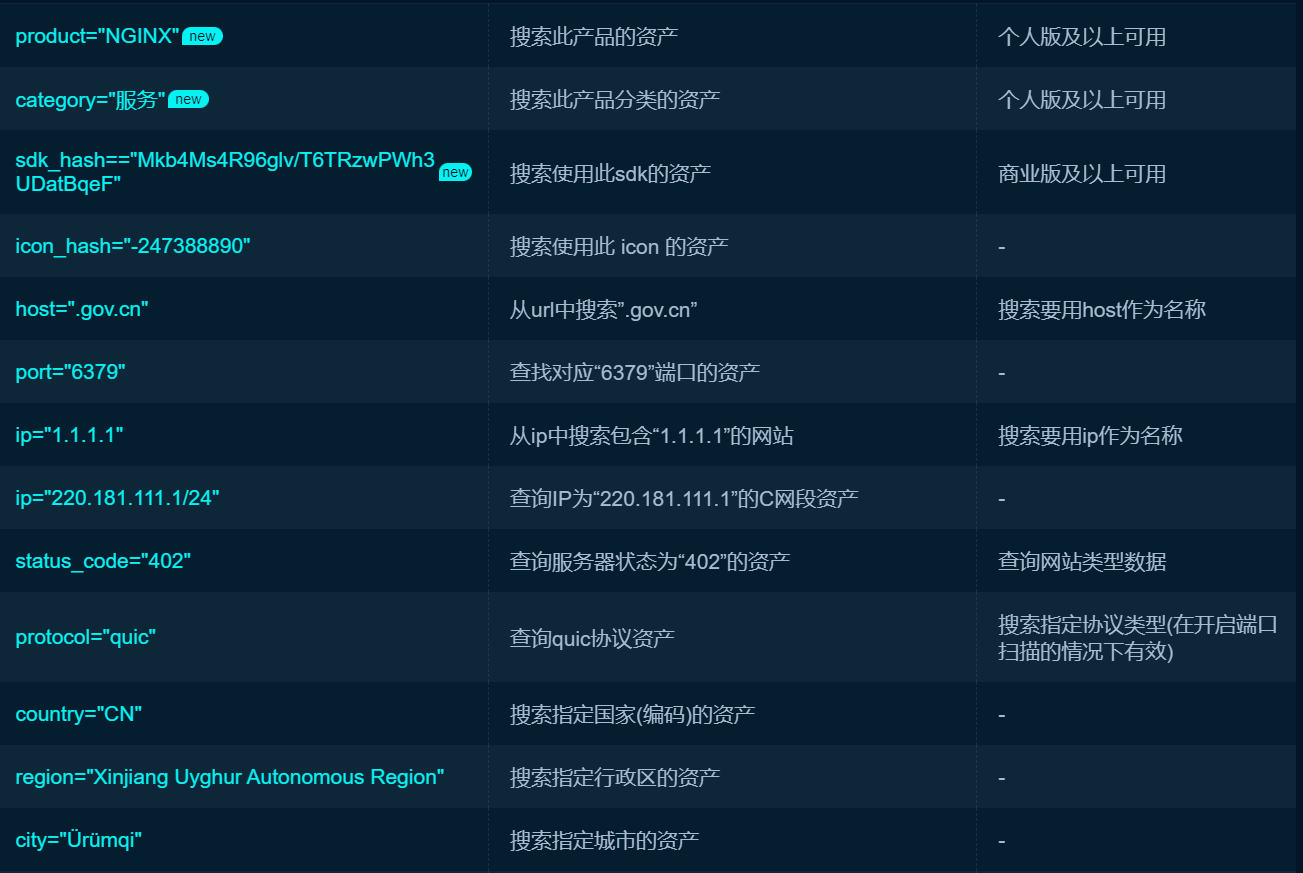 product="NGINX" new 搜索此产品的资产 个人版及以上可用
category="服务" new 搜索此产品分类的资产 个人版及以上可用
sdk_hash=="Mkb4Ms4R96glv/T6TRzwPWh3
UDatBqeF" new 搜索使用此sdk的资产 商业版及以上可用
icon_hash="-247388890" 搜索使用此 icon 的资产 -
host=".gov.cn" 从url中搜索”.gov.cn” 搜索要用host作为名称
port="6379" 查找对应“6379”端口的资产 -
ip="1.1.1.1" 从ip中搜索包含“1.1.1.1”的网站 搜索要用ip作为名称
ip="220.181.111.1/24" 查询IP为“220.181.111.1”的C网段资产 -
status_code="402" 查询服务器状态为“402”的资产 查询网站类型数据
protocol="quic" 查询quic协议资产 搜索指定协议类型(在开启端口
扫描的情况下有效)
country="CN" 搜索指定国家(编码)的资产 -
region="Xinjiang Uyghur Autonomous Region" 搜索指定行政区的资产 -
city="Ürümqi" 搜索指定城市的资产 -